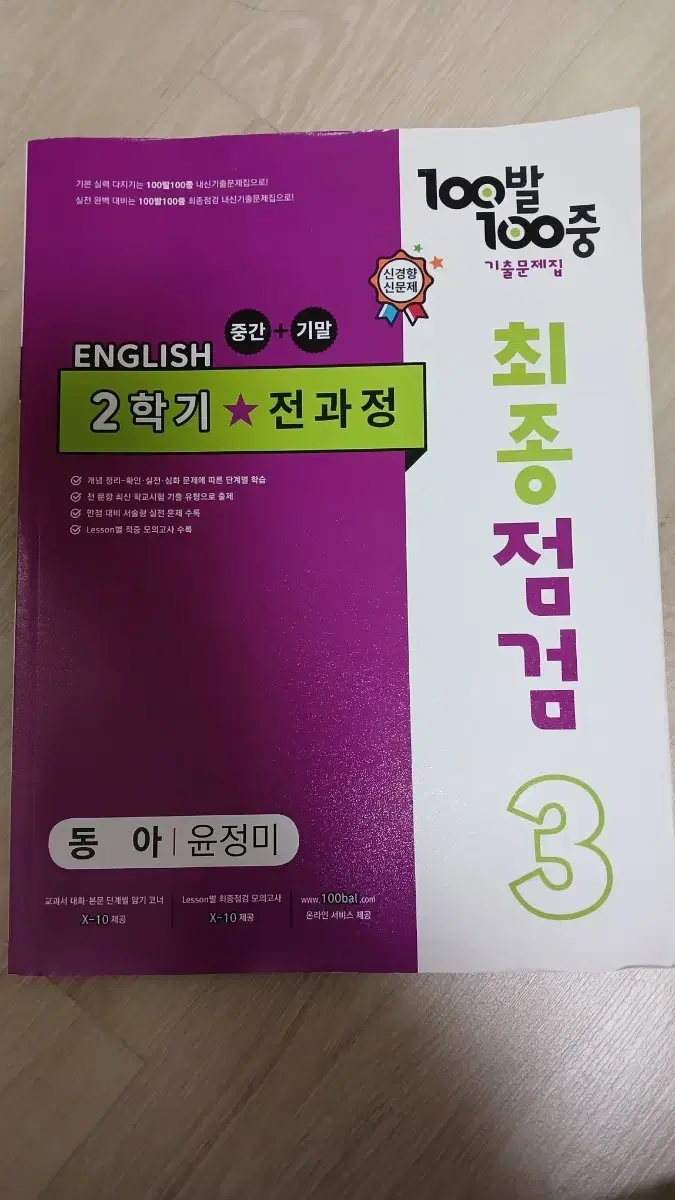 기본 실력 다지기는 100발100중 내신기출문제집으로!
실전 완벽 대비는 100발100중 최종점검 내신기출문제집으로!
100발
100중
기출문제집
신경향
신문제
중간 + 기말
ENGLISH
2학기 ★ 전과정
개념 정리-확인·실전·심화 문제에 따른 단계별 학습
전 문항 최신 학교시험 기출 유형으로 출제
만점 대비 서술형 실전 문제 수록
Lesson별 적중 모의고사 수록
최종점검
3
동 아 | 윤정미
교과서 대화·본문 단계별 암기 코너
X-10 제공
Lesson별 최종점검 모의고사
X-10 제공
www.100bal.com
온라인 서비스 제공